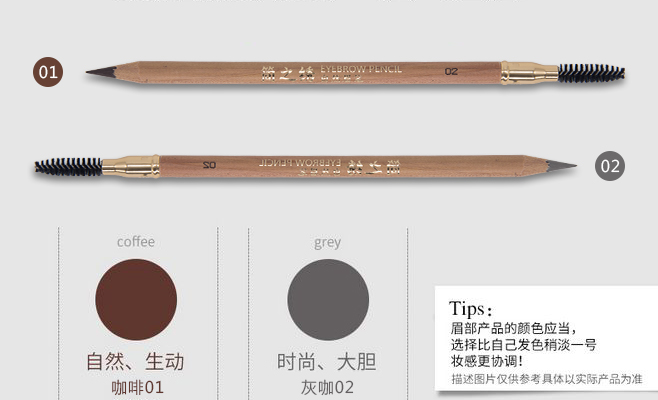 01
EYEBROW PENCIL
02
02
coffee
grey
自然、生动
时尚、大胆
咖啡01
灰咖02
Tips:
眉部产品的颜色应当，
选择比自己发色稍淡一号
妆感更协调！
描述图片仅供参考具体以实际产品为准